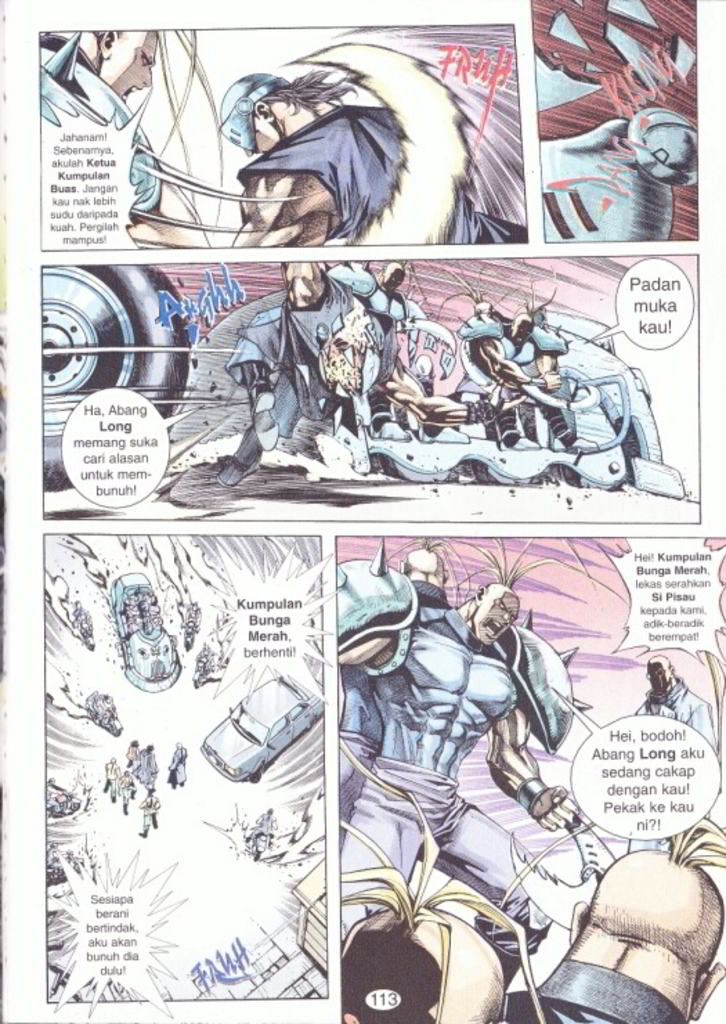 Jahanam!
Sebenarnya,
akulah Ketua
Kumpulan
Buas. Jangan
kau nak lebih
sudu daripada
kuah. Pergilah
mampus!
Padan
muka
kau!
Ha, Abang
Long
memang suka
cari alasan
untuk mem-
bunuh!
Kumpulan
Bunga
Merah,
berhenti!
Sesiapa
berani
bertindak,
aku akan
bunuh dia
dulu!
Hei! Kumpulan
Bunga Merah,
lekas serahkan
Si Pisau
kepada kami,
adik-beradik
berempat!
Hei, bodoh!
Abang Long aku
sedang cakap
dengan kau!
Pekak ke kau
ni?!
113